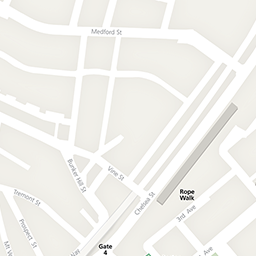 Medford St
Rope
Walk
Vine St
Bunker Hill St
Chelsea St
Tremont St
Prospect St
3rd Ave
Ave
Gate
4